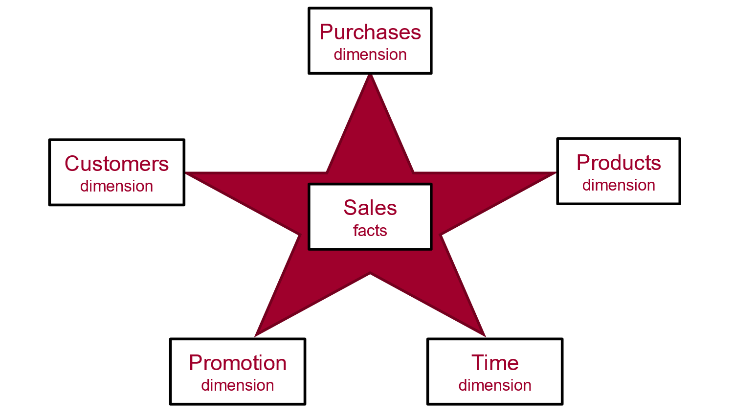 Purchases
dimension
Customers
dimension
Products
dimension
Sales
facts
Promotion
dimension
Time
dimension